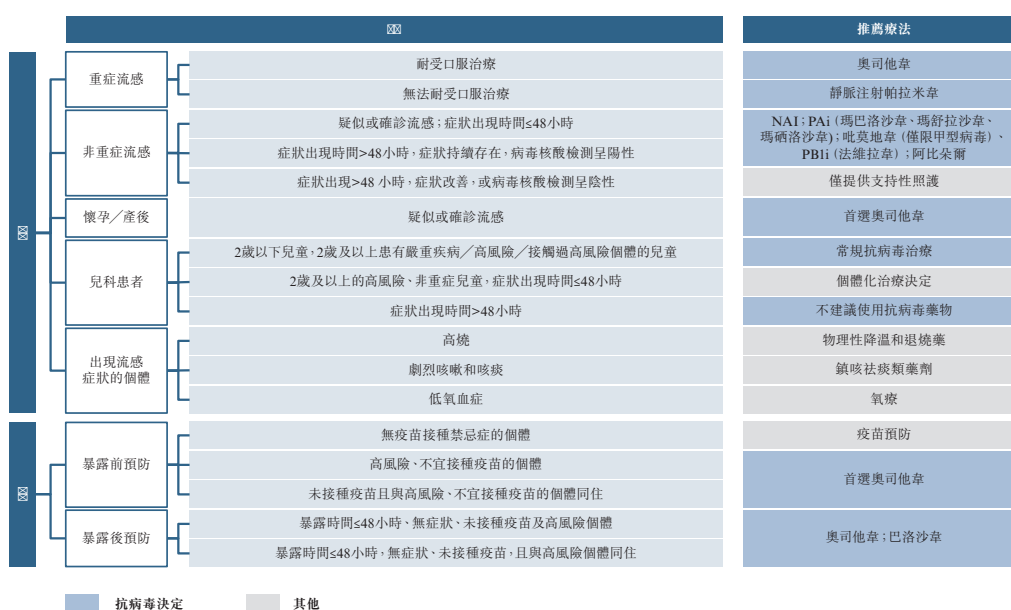 推薦療法
重症流感
耐受口服治療
奧司他韋
無法耐受口服治療
靜脈注射帕拉米韋
非重症流感
疑似或確診流感；症狀出現時間≤48小時
症狀出現時間>48小時，症狀持續存在，病毒核酸檢測呈陽性
NAI；PAi（瑪巴洛沙韋、瑪舒拉沙韋、
瑪硒洛沙韋）；吡莫地韋（僅限甲型病毒）、
PB1i（法維拉韋）；阿比朵爾
症狀出現>48 小時，症狀改善，或病毒核酸檢測呈陰性
僅提供支持性照護
懷孕／產後
疑似或確診流感
首選奧司他韋
兒科患者
2歲以下兒童，2歲及以上患有嚴重疾病／高風險／接觸過高風險個體的兒童
常規抗病毒治療
2歲及以上的高風險、非重症兒童，症狀出現時間≤48小時
個體化治療決定
症狀出現時間>48小時
不建議使用抗病毒藥物
出現流感
症狀的個體
高燒
物理性降溫和退燒藥
劇烈咳嗽和咳痰
鎮咳祛痰類藥劑
低氧血症
氧療
暴露前預防
無疫苗接種禁忌症的個體
疫苗預防
高風險、不宜接種疫苗的個體
未接種疫苗且與高風險、不宜接種疫苗的個體同住
首選奧司他韋
暴露後預防
暴露時間≤48小時、無症狀、未接種疫苗及高風險個體
暴露時間≤48小時，無症狀、未接種疫苗，且與高風險個體同住
奧司他韋；巴洛沙韋
抗病毒決定
其他